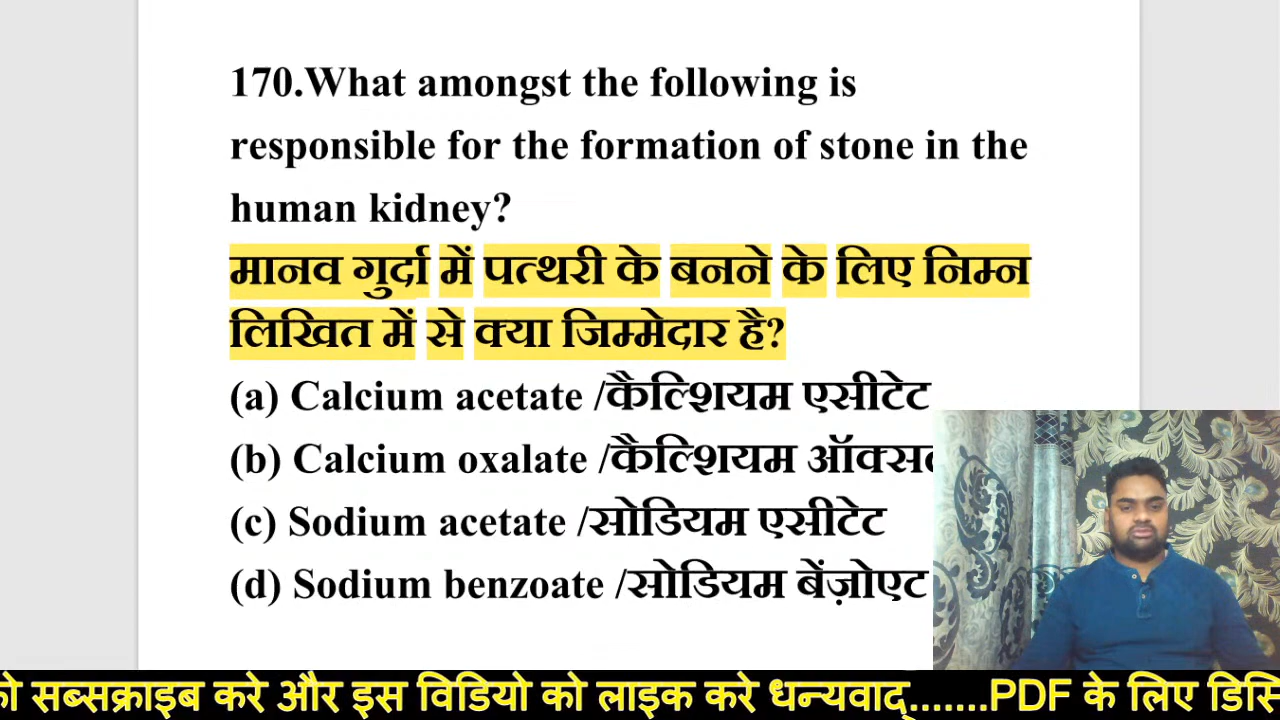 170.What amongst the following is
responsible for the formation of stone in the
human kidney?
मानव गुर्दा में पत्थरी के बनने के लिए निम्न
लिखित में से क्या जिम्मेदार है?
(a) Calcium acetate /कैल्शियम एसीटेट
(b) Calcium oxalate /कैल्शियम
(c) Sodium acetate /सोडियम एसीटेट
(d) Sodium benzoate /सोडियम बेंज़ोएट
को सब्सक्राइब करे और इस विडियो को लाइक करे धन्यवाद्.......PDF के लिए